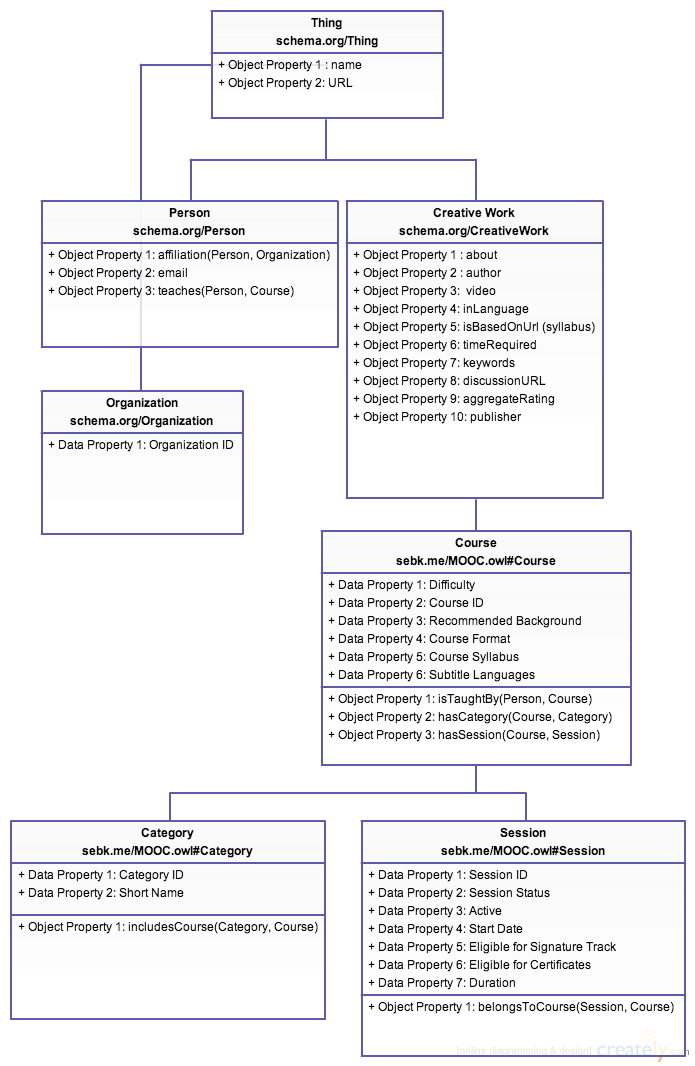 Thing
schema.org/Thing
+ Object Property 1 : name
+ Object Property 2: URL
Person
schema.org/Person
+ Object Property 1: affiliation(Person, Organization)
+ Object Property 2: email
+ Object Property 3: teaches(Person, Course)
Creative Work
schema.org/CreativeWork
+ Object Property 1 : about
+ Object Property 2 : author
+ Object Property 3:  video
+ Object Property 4: inLanguage
+ Object Property 5: isBasedOnUrl (syllabus)
+ Object Property 6: timeRequired
+ Object Property 7: keywords
+ Object Property 8: discussionURL
+ Object Property 9: aggregateRating
+ Object Property 10: publisher
Organization
schema.org/Organization
+ Data Property 1: Organization ID
Course
sebk.me/MOOC.owl#Course
+ Data Property 1: Difficulty
+ Data Property 2: Course ID
+ Data Property 3: Recommended Background
+ Data Property 4: Course Format
+ Data Property 5: Course Syllabus
+ Data Property 6: Subtitle Languages
+ Object Property 1: isTaughtBy(Person, Course)
+ Object Property 2: hasCategory(Course, Category)
+ Object Property 3: hasSession(Course, Session)
Category
sebk.me/MOOC.owl#Category
+ Data Property 1: Category ID
+ Data Property 2: Short Name
+ Object Property 1: includesCourse(Category, Course)
Session
sebk.me/MOOC.owl#Session
+ Data Property 1: Session ID
+ Data Property 2: Session Status
+ Data Property 3: Active
+ Data Property 4: Start Date
+ Data Property 5: Eligible for Signature Track
+ Data Property 6: Eligible for Certificates
+ Data Property 7: Duration
+ Object Property 1: belongsToCourse(Session, Course)
[online diagramming & design] creately.com